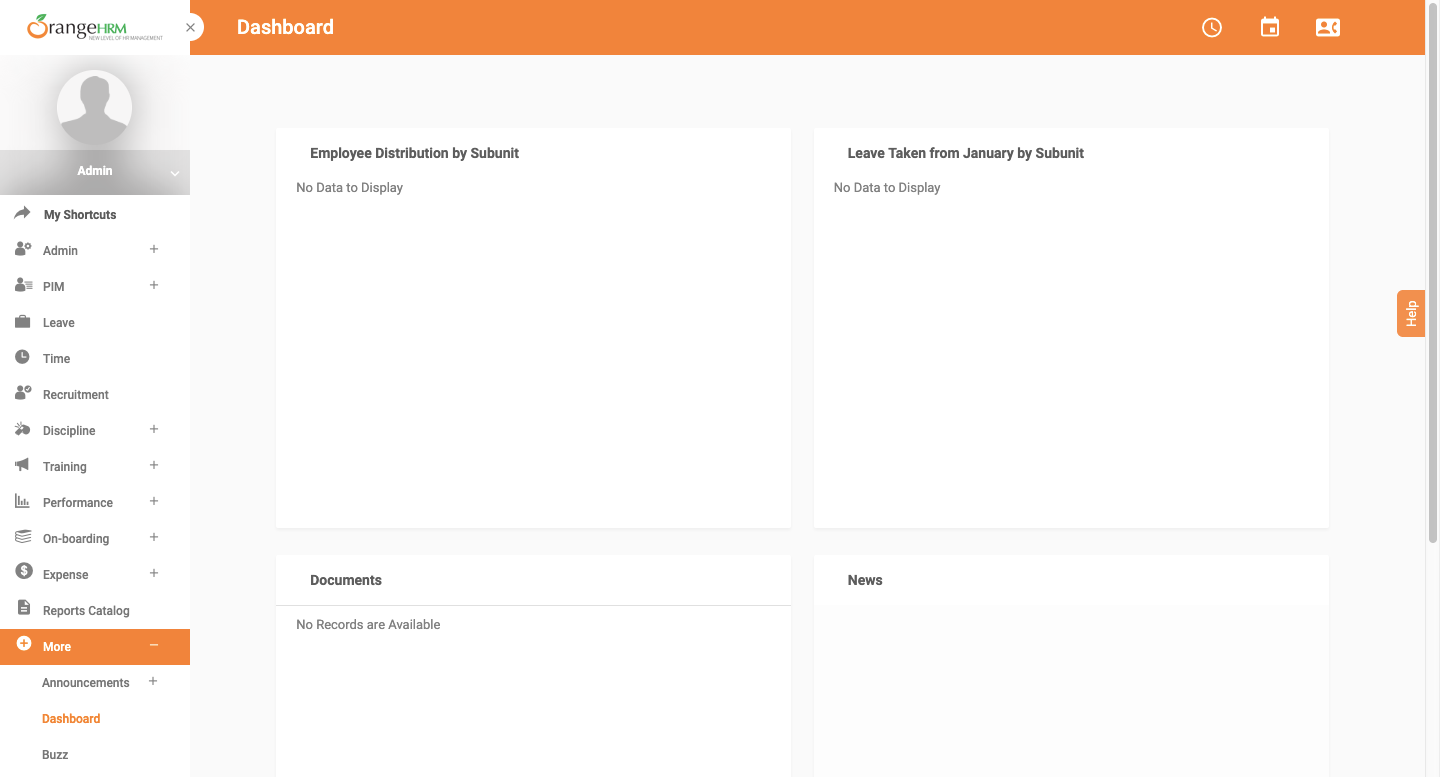 OrangeHRM
NEW LEVEL OF HR MANAGEMENT
Dashboard
Admin
My Shortcuts
Admin
PIM
Leave
Time
Recruitment
Discipline
Training
Performance
On-boarding
Expense
Reports Catalog
More
Announcements
Dashboard
Buzz
Employee Distribution by Subunit
No Data to Display
Leave Taken from January by Subunit
No Data to Display
Documents
No Records are Available
News
Help